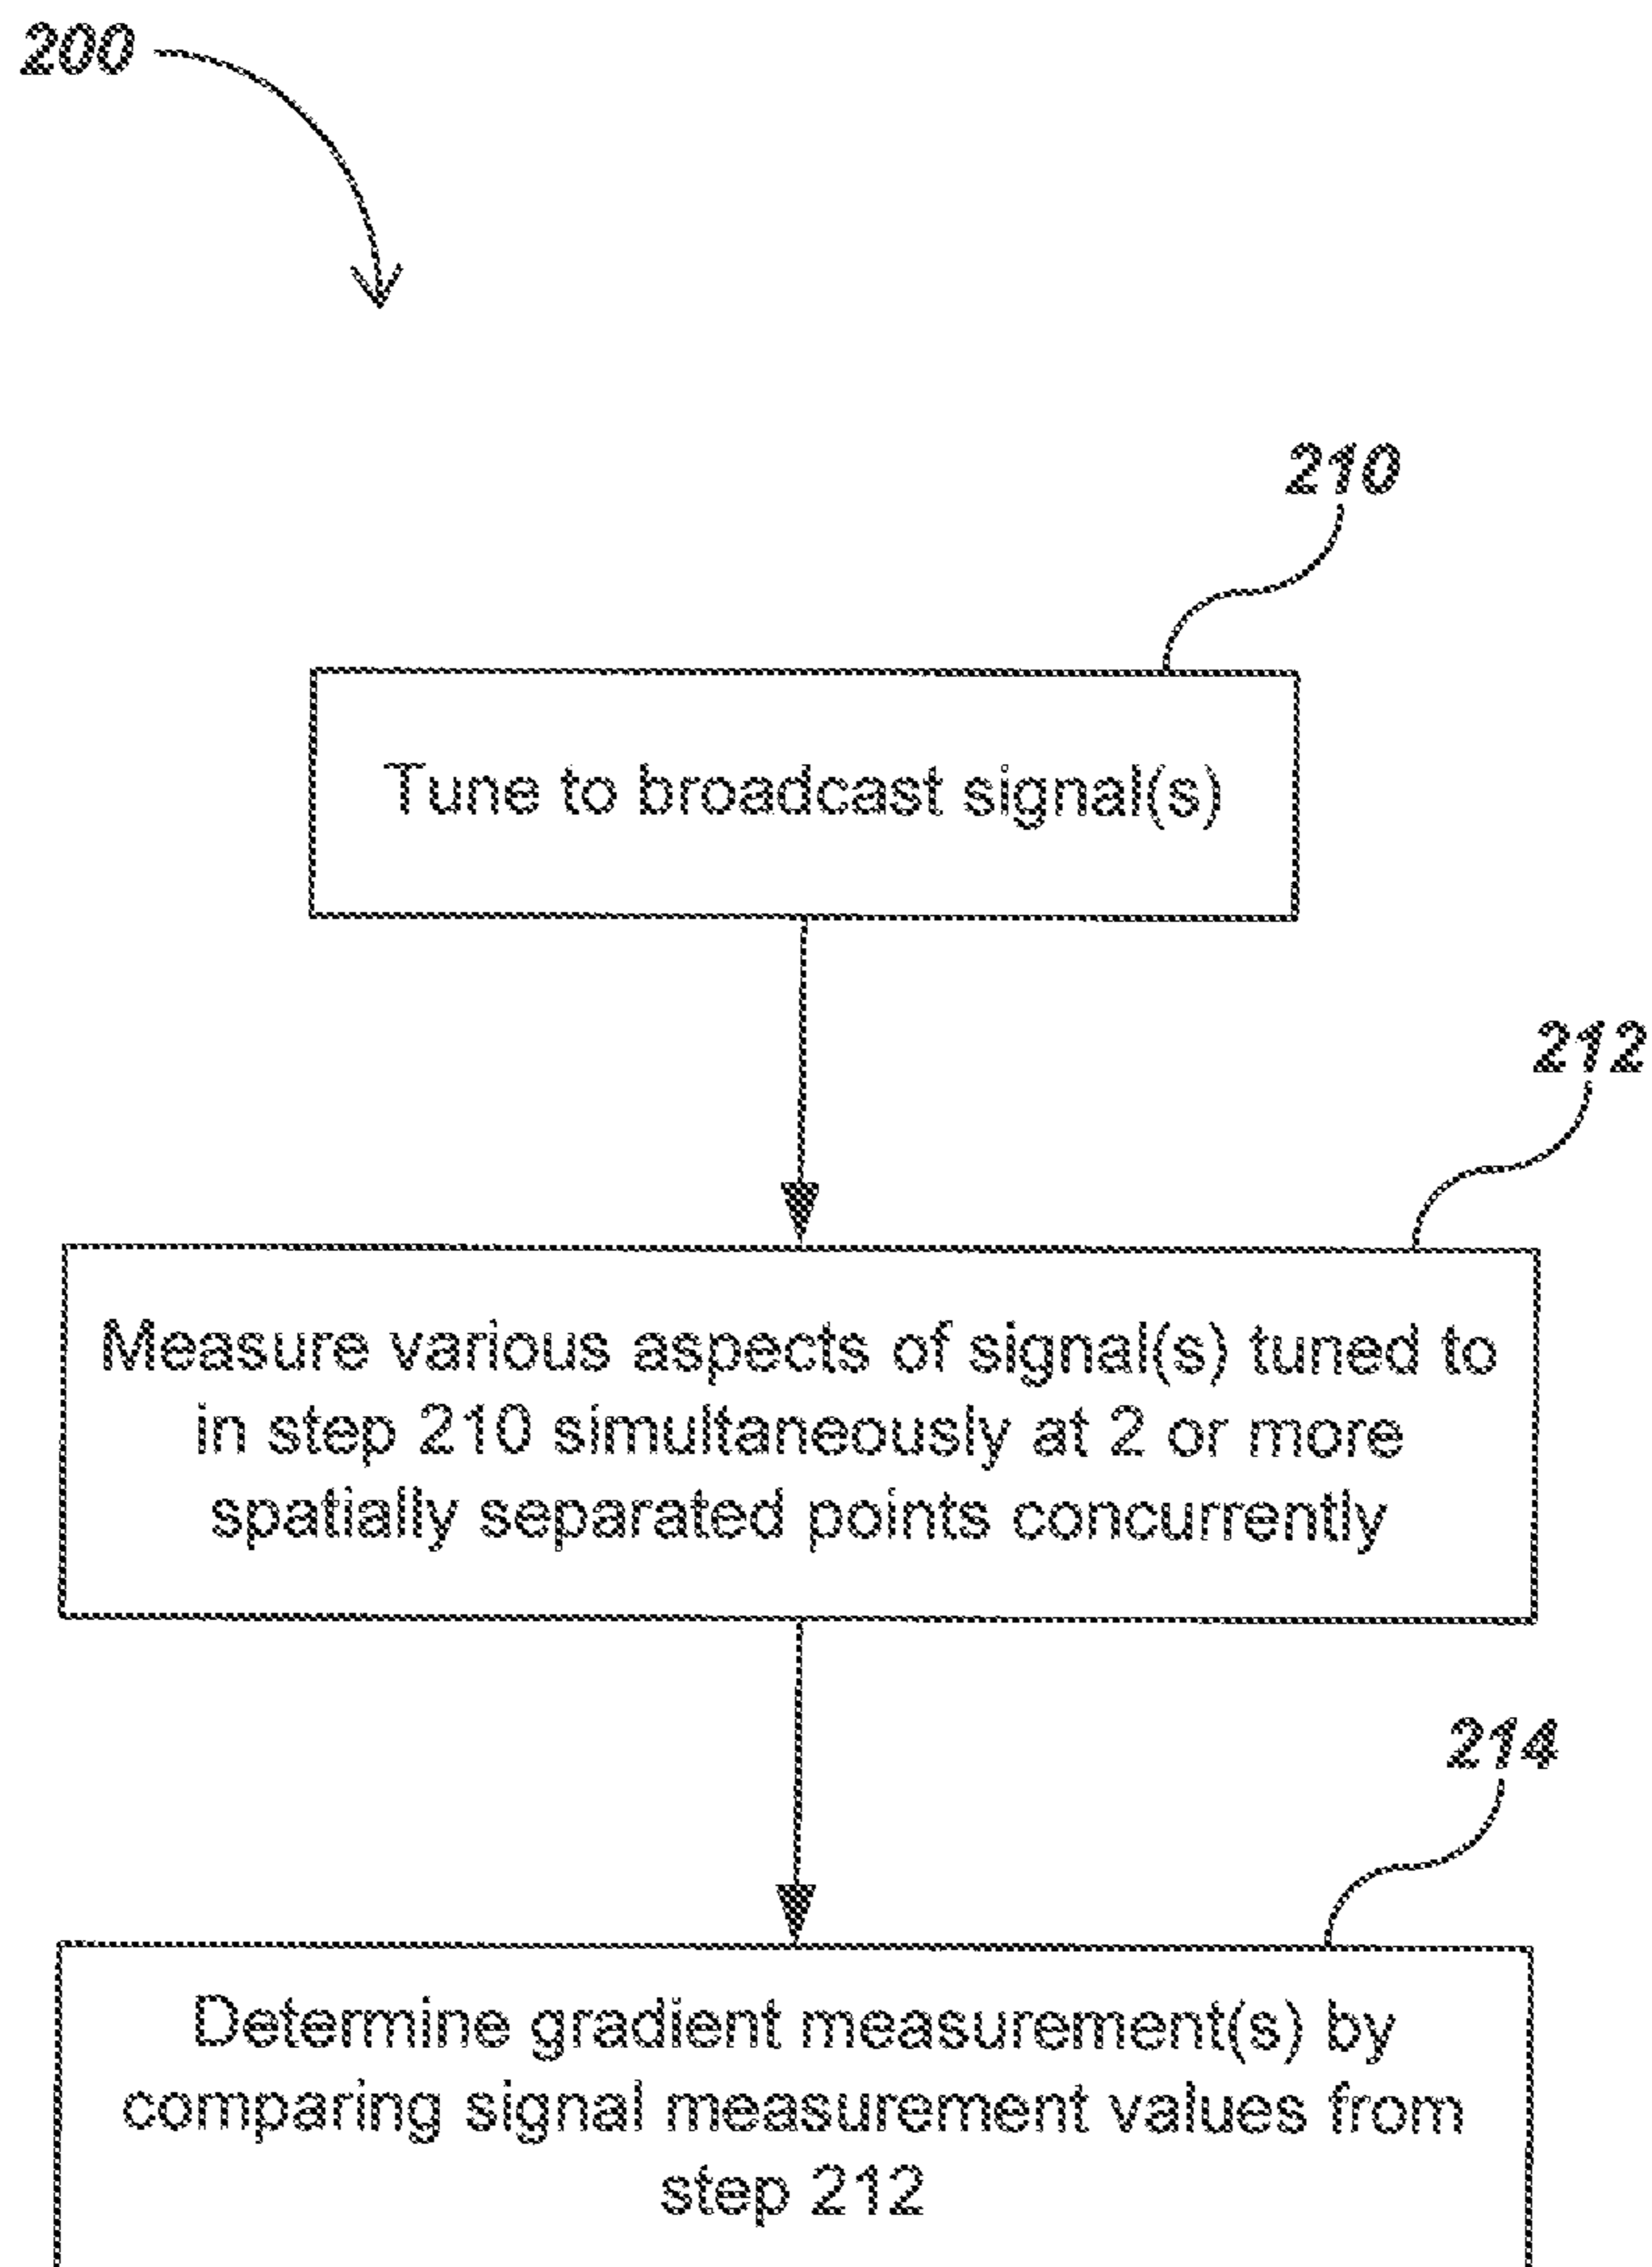 200
210
Tune to broadcast signal(s)
212
Measure various aspects of signal(s) tuned to
in step 210 simultaneously at 2 or more
spatially separated points concurrently
214
Determine gradient measurement(s) by
comparing signal measurement values from
step 212